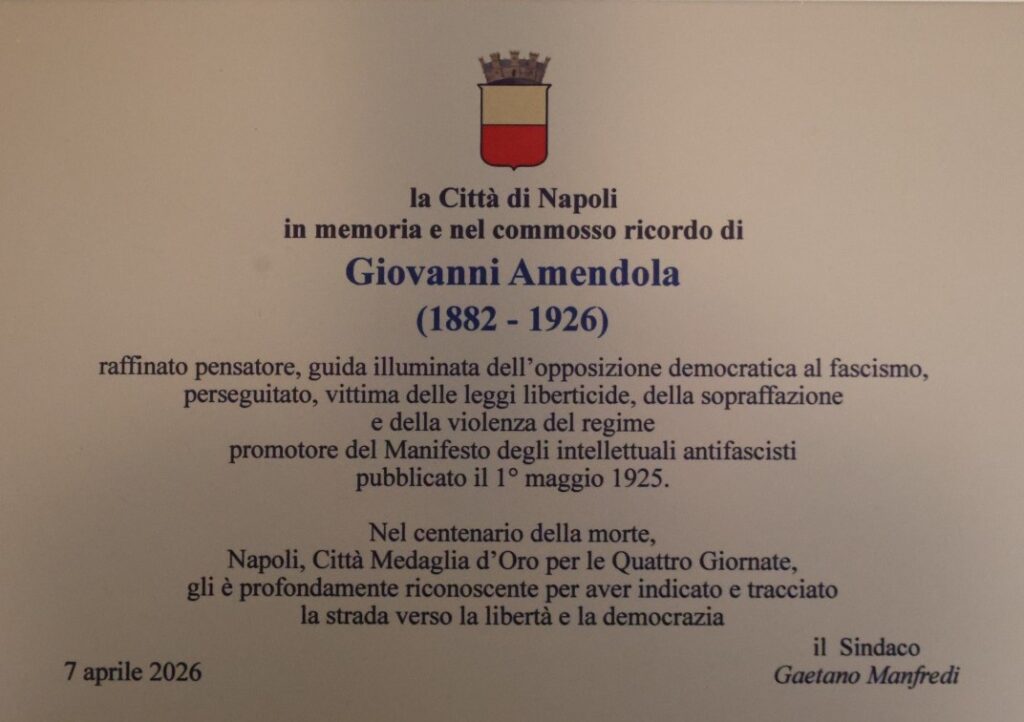 la Città di Napoli
in memoria e nel commosso ricordo di
Giovanni Amendola
(1882 - 1926)
raffinato pensatore, guida illuminata dell’opposizione democratica al fascismo,
perseguitato, vittima delle leggi liberticide, della sopraffazione
e della violenza del regime
promotore del Manifesto degli intellettuali antifascisti
pubblicato il 1° maggio 1925.
Nel centenario della morte,
Napoli, Città Medaglia d’Oro per le Quattro Giornate,
gli è profondamente riconoscente per aver indicato e tracciato
la strada verso la libertà e la democrazia
il Sindaco
7 aprile 2026
Gaetano Manfredi